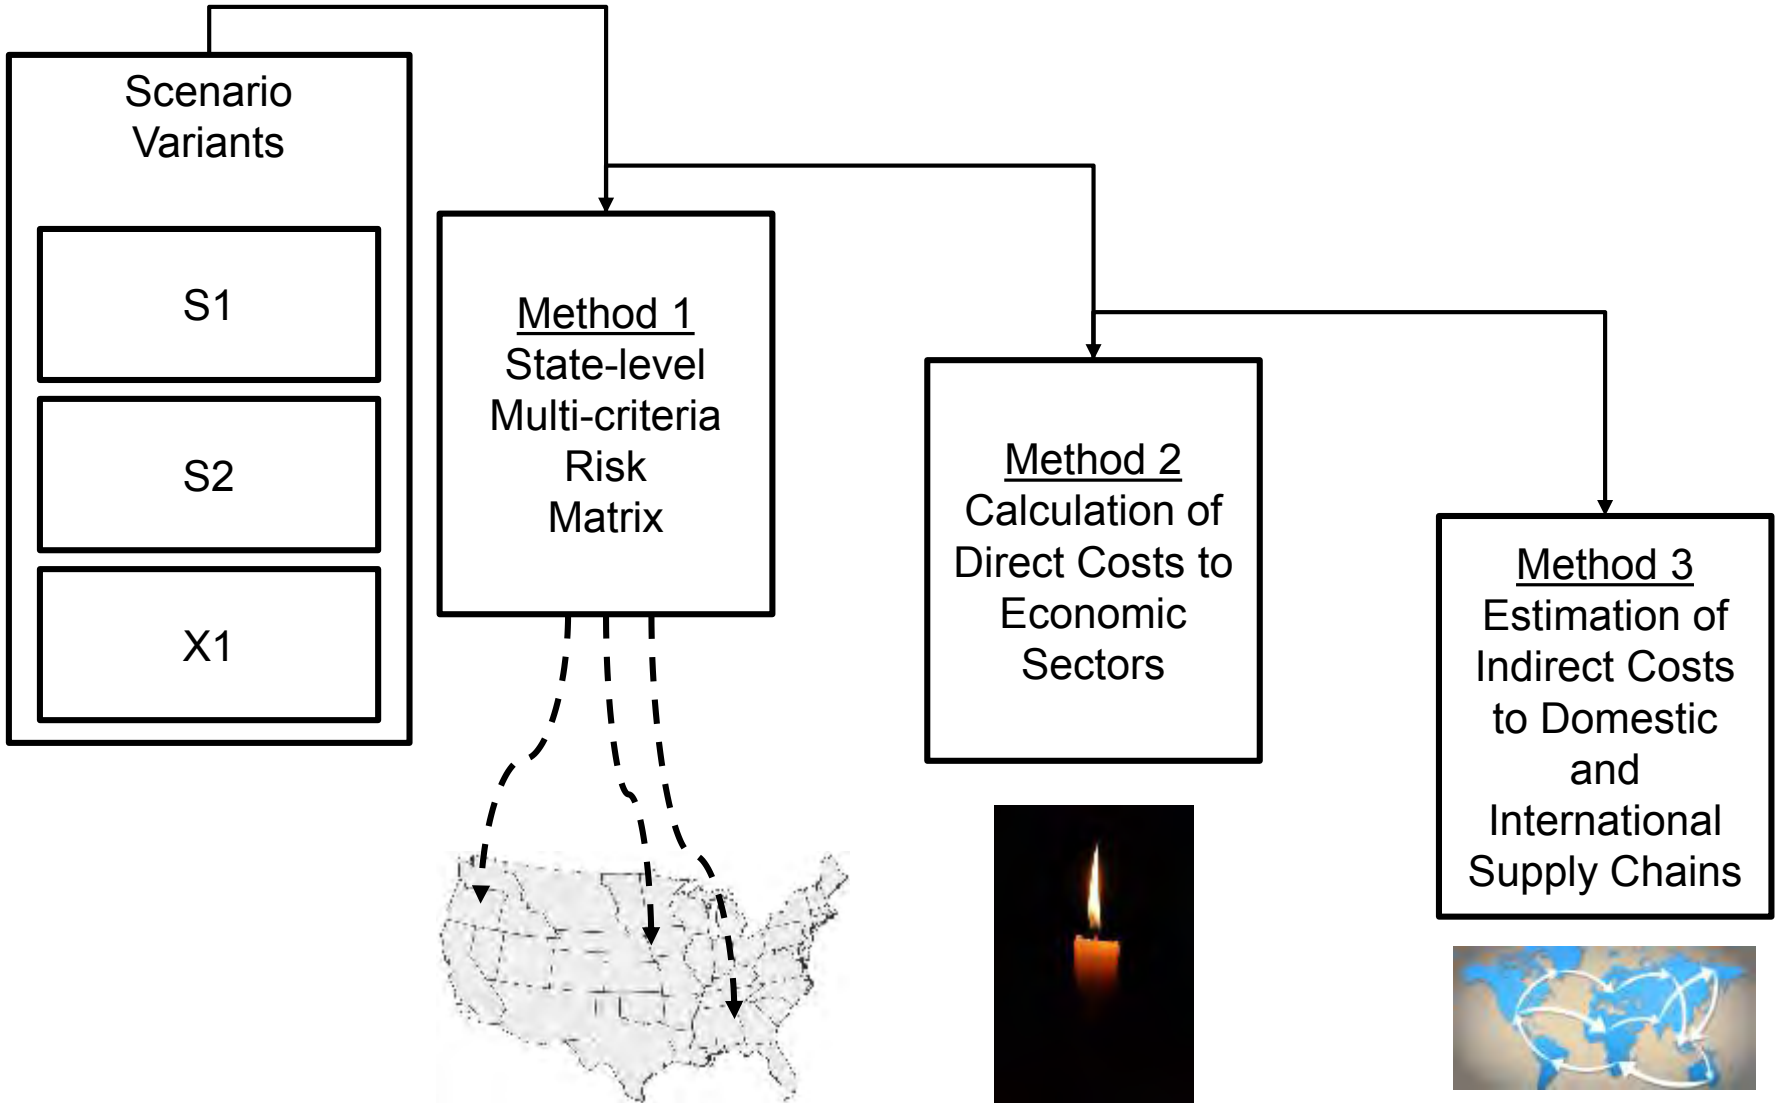 Scenario
Variants
S1
S2
X1
Method 1
State-level
Multi-criteria
Risk
Matrix
Method 2
Calculation of
Direct Costs to
Economic
Sectors
Method 3
Estimation of
Indirect Costs
to Domestic
and
International
Supply Chains